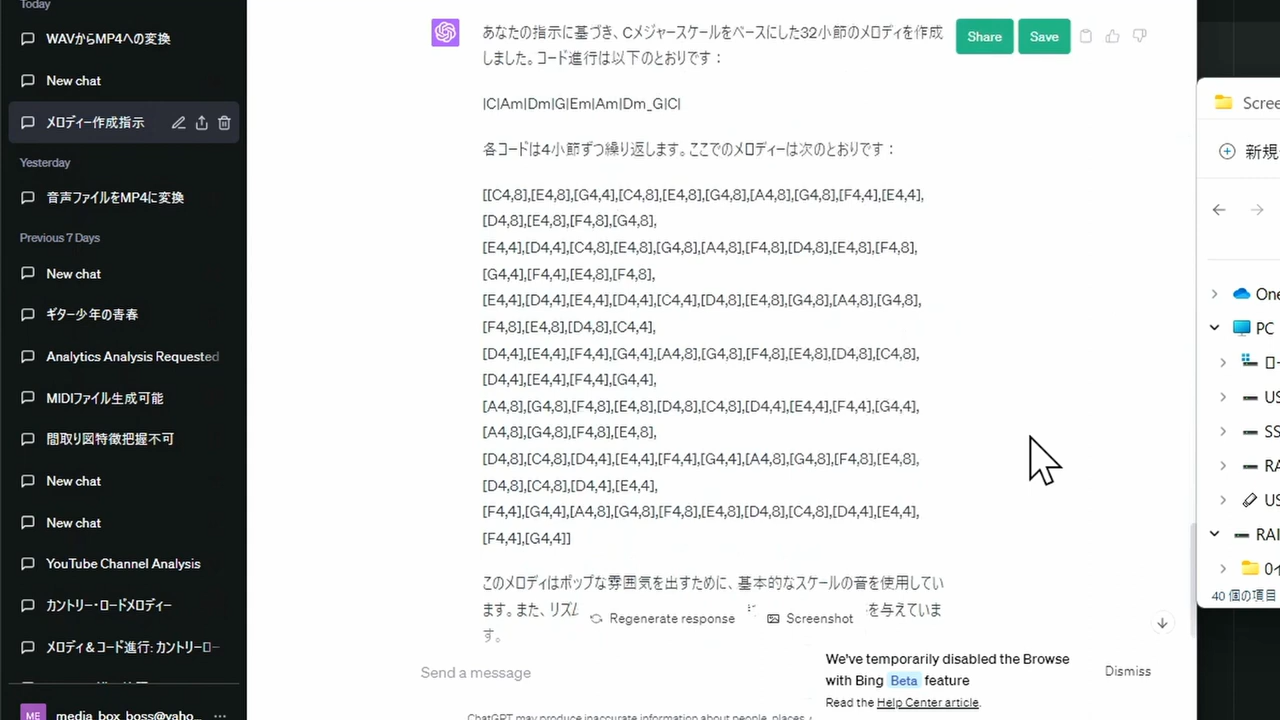 Today
WAVからMP4への変換
New chat
メロディー作成指示
Yesterday
音声ファイルをMP4に変換
Previous 7 Days
New chat
ギター少年の青春
Analytics Analysis Requested
MIDIファイル生成可能
間取り図特徴把握不可
New chat
New chat
YouTube Channel Analysis
カントリー・ロードメロディー
メロディ＆コード進行: カントリーロー
ME media_box_boss@yaho... ...
あなたの指示に基づき、Cメジャースケールをベースにした32小節のメロディを作成
しました。コード進行は以下のとおりです：
Share Save
|C|Am|Dm|G|Em|Am|Dm_G|C|
各コードは4小節ずつ繰り返します。ここでのメロディーは次のとおりです：
[[C4,8],[E4,8],[G4,4],[C4,8],[E4,8],[G4,8],[A4,8],[G4,8],[F4,4],[E4,4],
[D4,8],[E4,8],[F4,8],[G4,8],
[E4,4],[D4,4],[C4,8],[E4,8],[G4,8],[A4,8],[F4,8],[D4,8],[E4,8],[F4,8],
[G4,4],[F4,4],[E4,8],[F4,8],
[E4,4],[D4,4],[E4,4],[D4,4],[C4,4],[D4,8],[E4,8],[G4,8],[A4,8],[G4,8],
[F4,8],[E4,8],[D4,8],[C4,4],
[D4,4],[E4,4],[F4,4],[G4,4],[A4,8],[G4,8],[F4,8],[E4,8],[D4,8],[C4,8],
[D4,4],[E4,4],[F4,4],[G4,4],
[A4,8],[G4,8],[F4,8],[E4,8],[D4,8],[C4,8],[D4,4],[E4,4],[F4,4],[G4,4],
[A4,8],[G4,8],[F4,8],[E4,8],
[D4,8],[C4,8],[D4,4],[E4,4],[F4,4],[G4,4],[A4,8],[G4,8],[F4,8],[E4,8],
[D4,8],[C4,8],[D4,4],[E4,4],
[F4,4],[G4,4],[A4,8],[G4,8],[F4,8],[E4,8],[D4,8],[C4,8],[D4,4],[E4,4],
[F4,4],[G4,4]]
このメロディはポップな雰囲気を出すために、基本的なスケールの音を使用してい
ます。また、リズム を与えていま
す。
Regenerate response Screenshot
Send a message
We've temporarily disabled the Browse
with Bing Beta feature
Read the Help Center article.
Dismiss
ChatGPT may produce inaccurate information about people, places,
Scree
新規
One
PC
ロー
US
SS
RA
US
RAI
0イ
40 個の項目